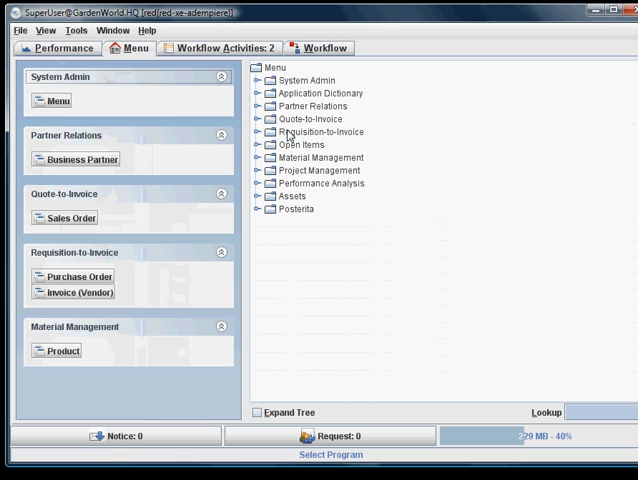 SuperUser@GardenWorld.HQ [red{red-xe-adempiere}]
File View Tools Window Help
Performance Menu Workflow Activities: 2 Workflow
System Admin
Menu
Partner Relations
Business Partner
Quote-to-Invoice
Sales Order
Requisition-to-Invoice
Purchase Order
Invoice (Vendor)
Material Management
Product
Menu
System Admin
Application Dictionary
Partner Relations
Quote-to-Invoice
Requisition-to-Invoice
Open Items
Material Management
Project Management
Performance Analysis
Assets
Posterita
Expand Tree
Lookup
Notice: 0 Request: 0 229 MB - 40%
Select Program